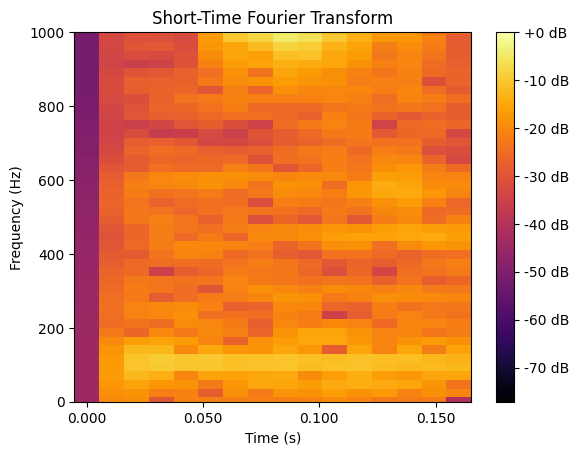 Short-Time Fourier Transform
1000
800
600
400
200
0
Frequency (Hz)
0.000
0.050
0.100
0.150
Time (s)
+0 dB
-10 dB
-20 dB
-30 dB
-40 dB
-50 dB
-60 dB
-70 dB